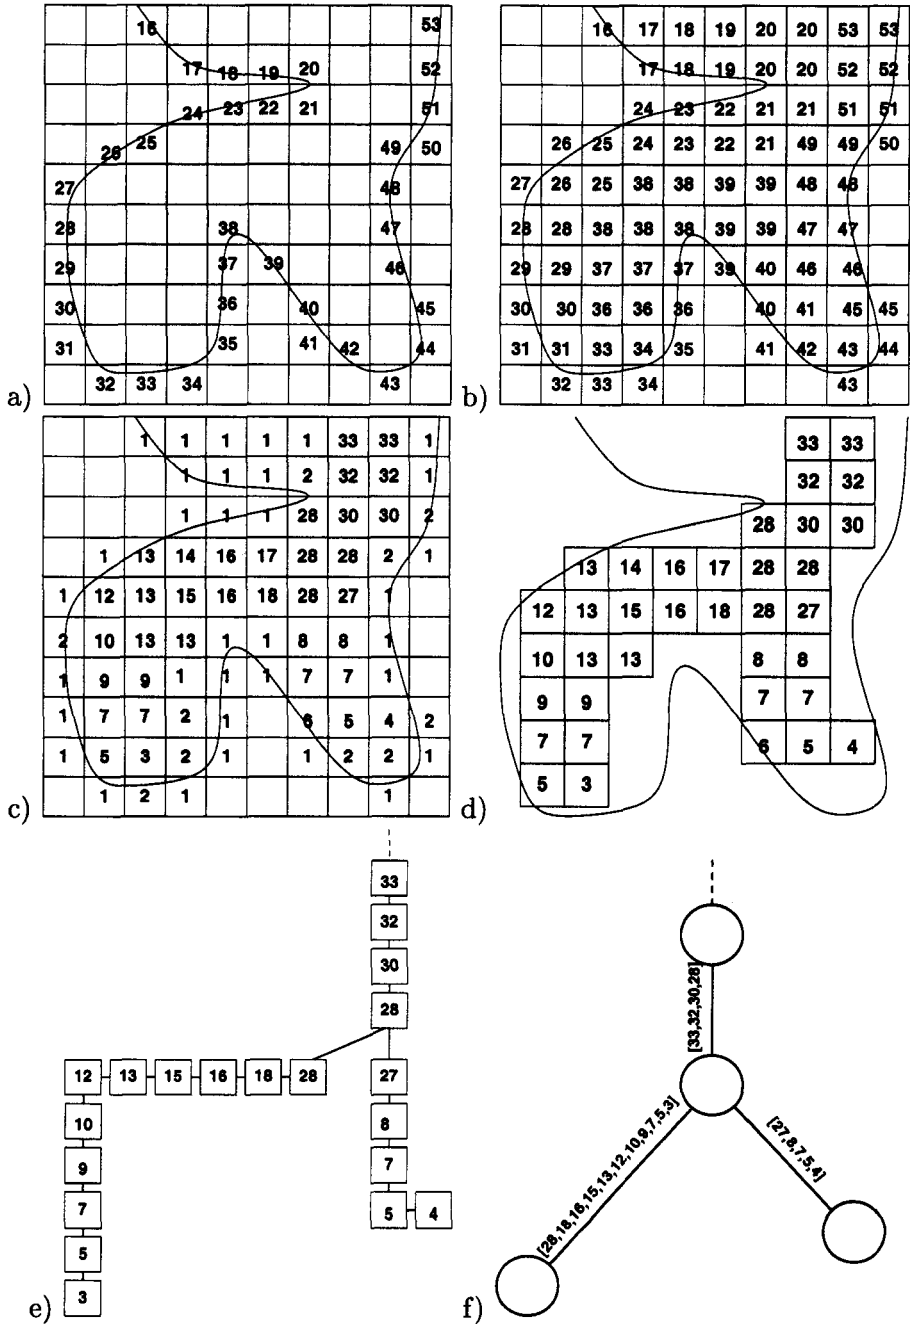 16 53
17 18 19 20 52
24 23 22 21 51
26 25 49 50
27 48
28 38 47
29 37 39 46
30 36 40 45
31 35 41 42 44
32 33 34 43
a)
16 17 18 19 20 20 53 53
17 18 19 20 20 52 52
24 23 22 21 21 51 51
26 25 24 23 22 21 49 49 50
27 26 25 38 38 39 39 48 48
28 28 38 38 38 39 39 47 47
29 29 37 37 37 39 40 46 46
30 30 36 36 36 40 41 45 45
31 31 33 34 35 41 42 43 44
32 33 34 43
b)
1 1 1 1 1 33 33 1
1 1 1 2 32 32 1
1 1 1 28 30 30 2
1 13 14 16 17 28 28 2 1
1 12 13 15 16 18 28 27 1
2 10 13 13 1 1 8 8 1
1 9 9 1 1 1 7 7 1
1 7 7 2 1 6 5 4 2
1 5 3 2 1 1 2 2 1
1 2 1 1
c)
33 33
32 32
28 30 30
13 14 16 17 28 28
12 13 15 16 18 28 27
10 13 13 8 8
9 9 7 7
7 7 6 5 4
5 3
d)
33
32
30
28
12 13 15 16 18 28 27
10 8
9 7
7 5 4
5
3
e)
[33,32,30,28]
[28,18,16,15,13,12,10,9,7,5,3]
[27,8,7,5,4]
f)